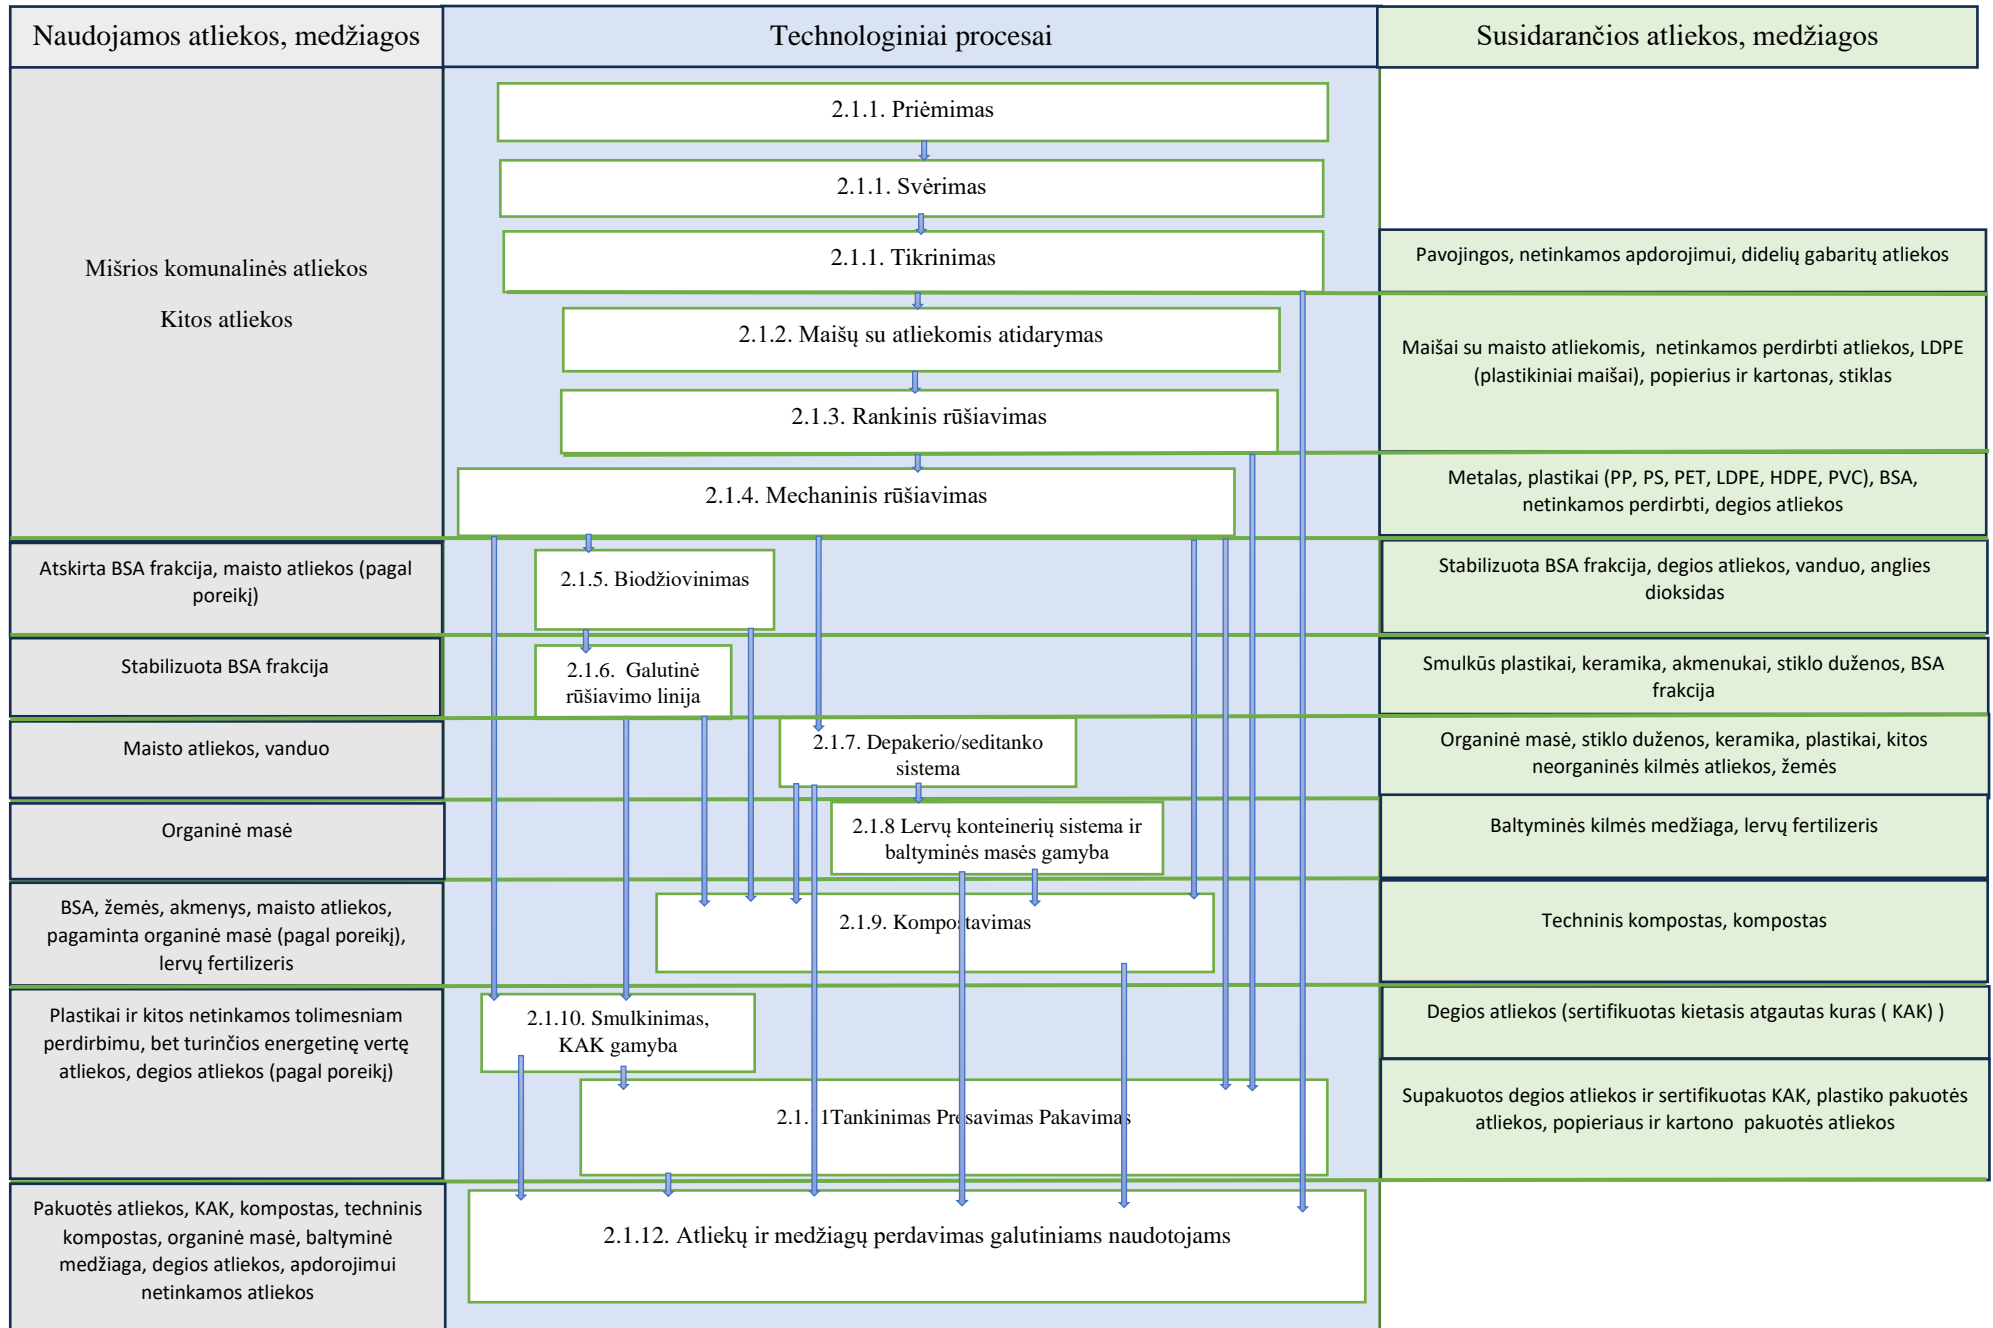 Naudojamos atliekos, medžiagos
Technologiniai procesai
Susidarančios atliekos, medžiagos
2.1.1. Priėmimas
2.1.1. Svėrimas
Mišrios komunalinės atliekos
Kitos atliekos
2.1.1. Tikrinimas
Pavojingos, netinkamos apdorojimui, didelių gabaritų atliekos
2.1.2. Maišų su atliekomis atidarymas
2.1.3. Rankinis rūšiavimas
Maišai su maisto atliekomis, netinkamos perdirbti atliekos, LDPE
(plastikiniai maišai), popierius ir kartonas, stiklas
2.1.4. Mechaninis rūšiavimas
Metalas, plastikai (PP, PS, PET, LDPE, HDPE, PVC), BSA,
netinkamos perdirbti, degios atliekos
Atskirta BSA frakcija, maisto atliekos (pagal
poreikį)
2.1.5. Biodžiovinimas
Stabilizuota BSA frakcija, degios atliekos, vanduo, anglies
dioksidas
Stabilizuota BSA frakcija
2.1.6. Galutinė
rūšiavimo linija
Smulkūs plastikai, keramika, akmenukai, stiklo duženos, BSA
frakcija
Maisto atliekos, vanduo
2.1.7. Depakerio/seditanko
sistema
Organinė masė, stiklo duženos, keramika, plastikai, kitos
neorganinės kilmės atliekos, žemės
Organinė masė
2.1.8 Lervų konteinerių sistema ir
baltyminės masės gamyba
Baltyminės kilmės medžiaga, lervų fertilizeris
BSA, žemės, akmenys, maisto atliekos,
pagaminta organinė masė (pagal poreikį),
lervų fertilizeris
2.1.9. Kompostavimas
Techninis kompostas, kompostas
Plastikai ir kitos netinkamos tolimesniam
perdirbimu, bet turinčios energetinę vertę
atliekos, degios atliekos (pagal poreikį)
2.1.10. Smulkinimas,
KAK gamyba
Degios atliekos (sertifikuotas kietasis atgautas kuras ( KAK) )
2.1.11Tankinimas Presavimas Pakavimas
Supakuotos degios atliekos ir sertifikuotas KAK, plastiko pakuotės
atliekos, popieriaus ir kartono pakuotės atliekos
Pakuotės atliekos, KAK, kompostas, techninis
kompostas, organinė masė, baltyminė
medžiaga, degios atliekos, apdorojimui
netinkamos atliekos
2.1.12. Atliekų ir medžiagų perdavimas galutiniams naudotojams